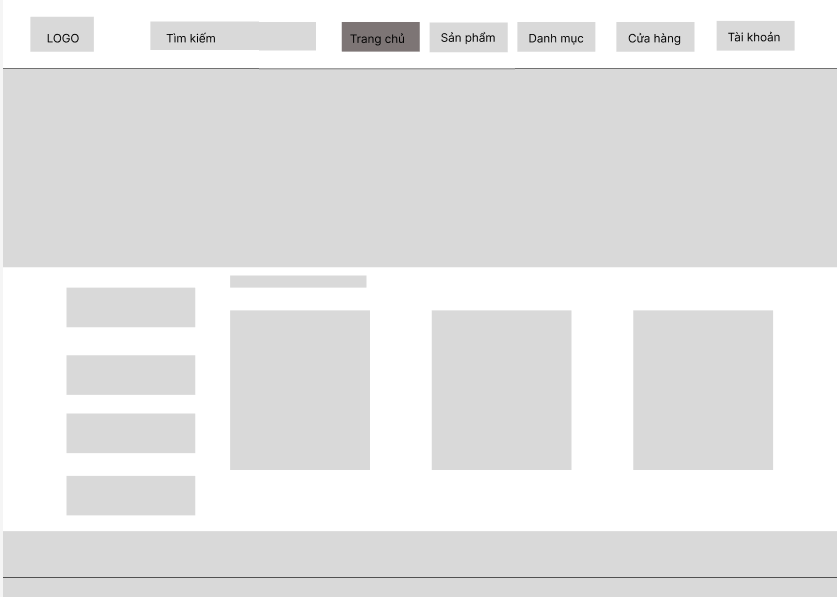 LOGO
Tìm kiếm
Trang chủ
Sản phẩm
Danh mục
Cửa hàng
Tài khoản